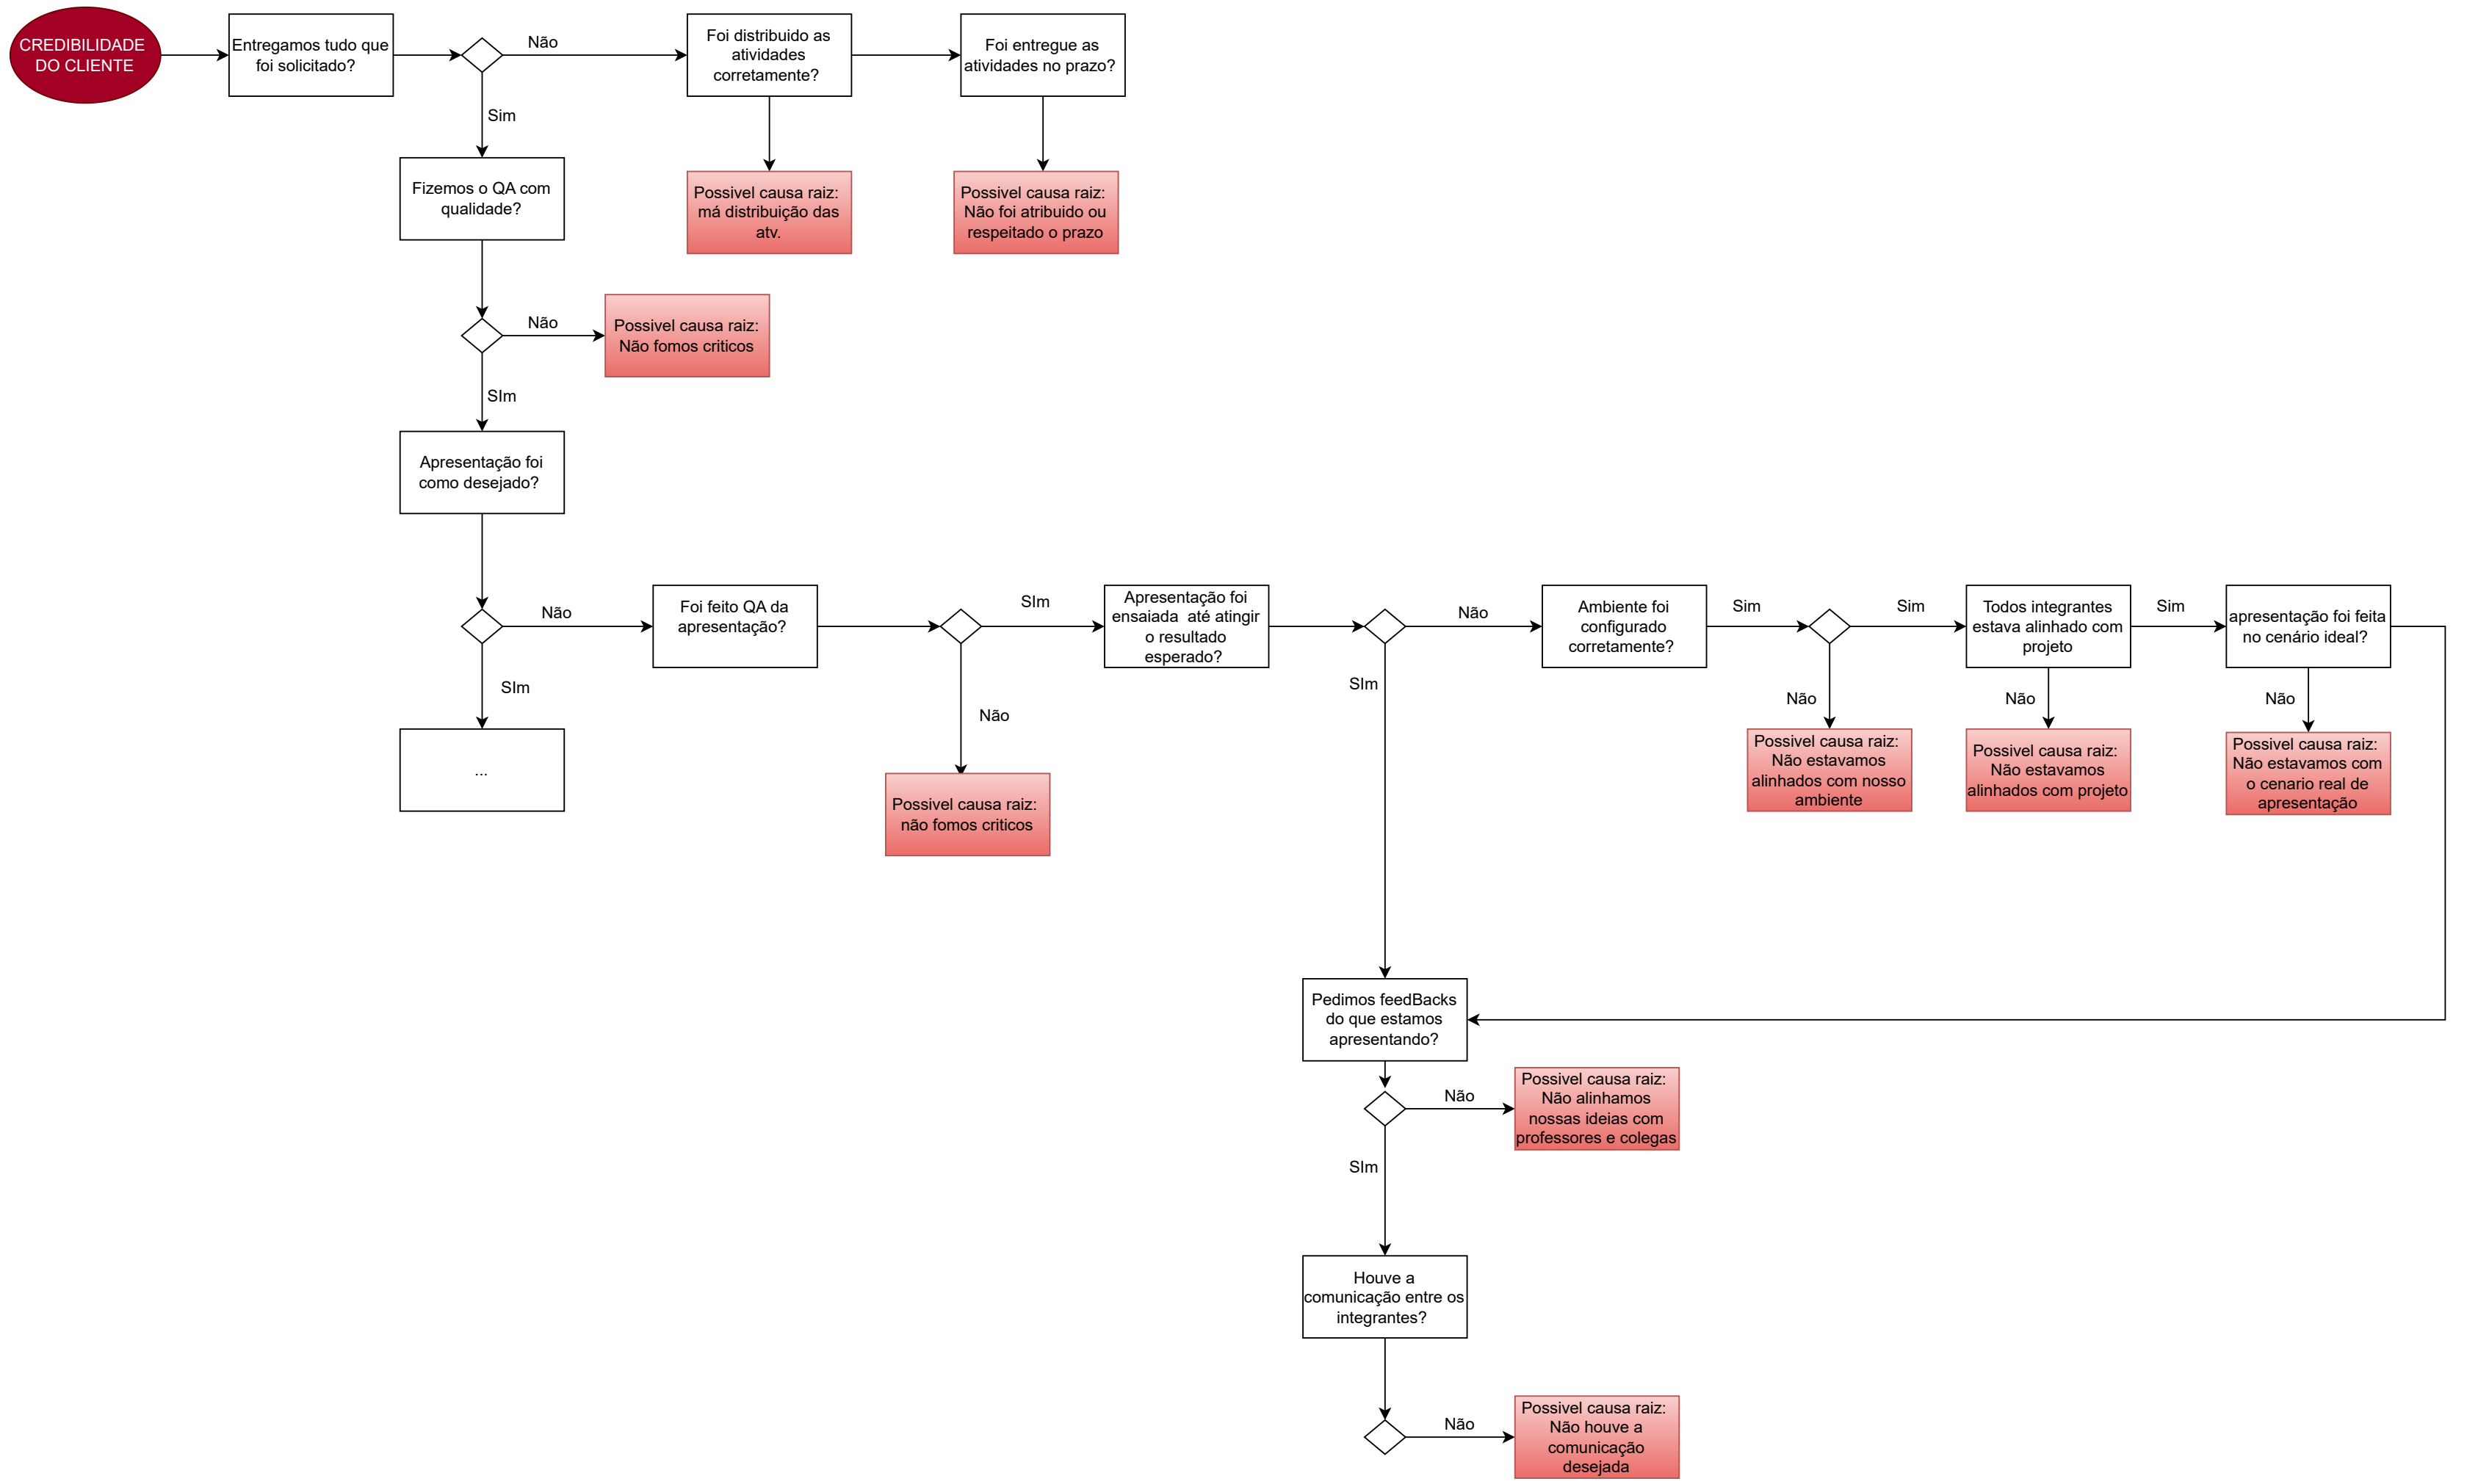 CREDIBILIDADE
DO CLIENTE
Entregamos tudo que
foi solicitado?
Não
Foi distribuido as
atividades
corretamente?
Foi entregue as
atividades no prazo?
Sim
Fizemos o QA com
qualidade?
Possivel causa raiz:
má distribuição das
atv.
Possivel causa raiz:
Não foi atribuido ou
respeitado o prazo
Não
Possivel causa raiz:
Não fomos criticos
SIm
Apresentação foi
como desejado?
Não
Foi feito QA da
apresentação?
SIm
Apresentação foi
ensaiada  até atingir
o resultado
esperado?
Não
Ambiente foi
configurado
corretamente?
Sim
Sim
Todos integrantes
estava alinhado com
projeto
Sim
apresentação foi feita
no cenário ideal?
SIm
Não
SIm
Não
Não
Não
...
Possivel causa raiz:
não fomos criticos
Possivel causa raiz:
Não estavamos
alinhados com nosso
ambiente
Possivel causa raiz:
Não estavamos
alinhados com projeto
Possivel causa raiz:
Não estavamos com
o cenario real de
apresentação
Pedimos feedBacks
do que estamos
apresentando?
Não
Possivel causa raiz:
Não alinhamos
nossas ideias com
professores e colegas
SIm
Houve a
comunicação entre os
integrantes?
Não
Possivel causa raiz:
Não houve a
comunicação
desejada